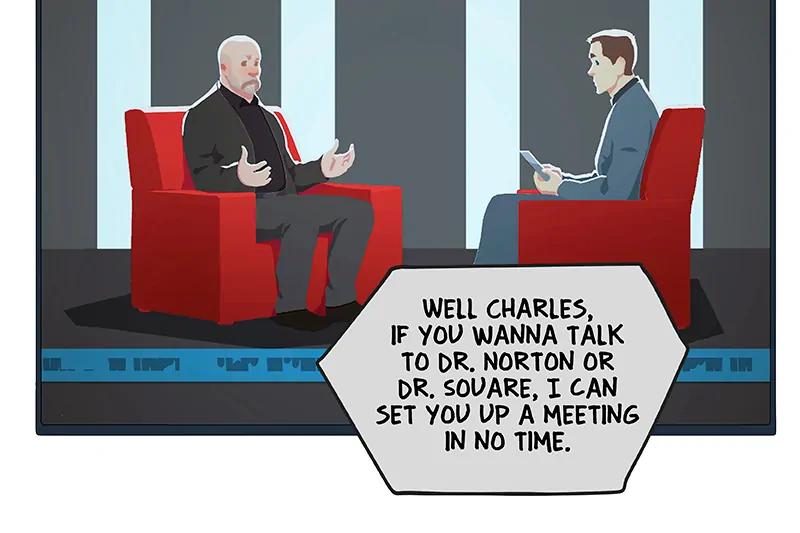 WELL CHARLES,
IF YOU WANNA TALK
TO DR. NORTON OR
DR. SQUARE, I CAN
SET YOU UP A MEETING
IN NO TIME.